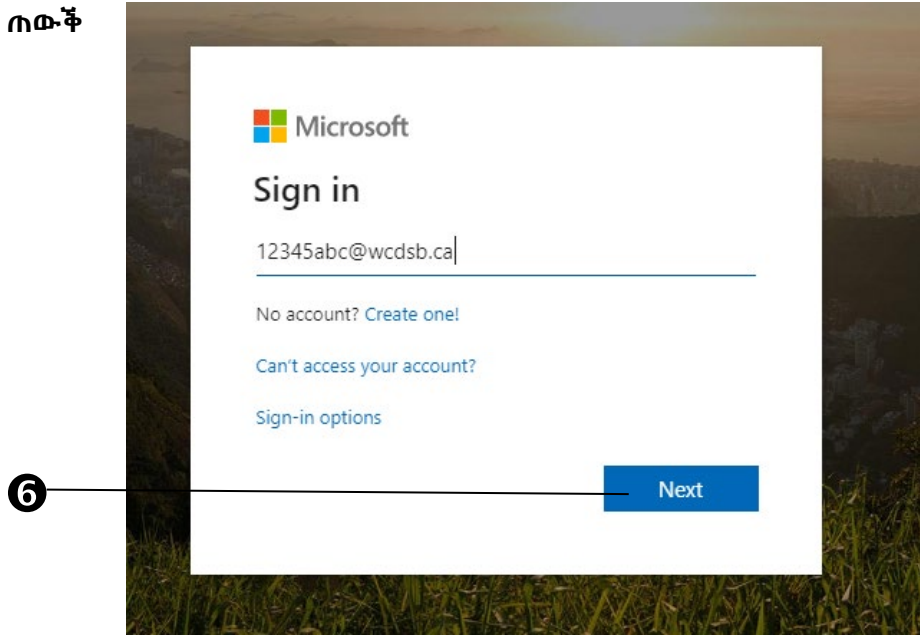 ጠውቕ
Microsoft
Sign in
12345abc@wcdsb.ca
No account? Create one!
Can't access your account?
Sign-in options
❻
Next